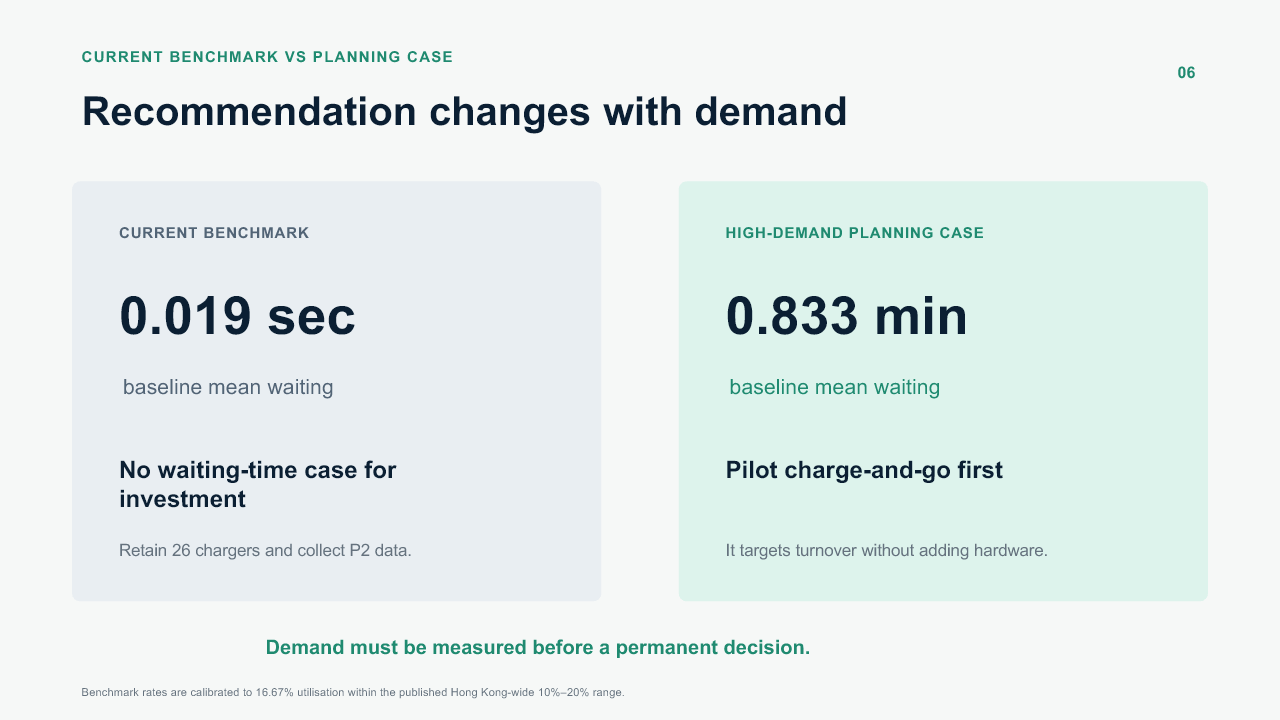 CURRENT BENCHMARK VS PLANNING CASE
06
Recommendation changes with demand
CURRENT BENCHMARK
0.019 sec
baseline mean waiting
No waiting-time case for
investment
Retain 26 chargers and collect P2 data.
HIGH-DEMAND PLANNING CASE
0.833 min
baseline mean waiting
Pilot charge-and-go first
It targets turnover without adding hardware.
Demand must be measured before a permanent decision.
Benchmark rates are calibrated to 16.67% utilisation within the published Hong Kong-wide 10%–20% range.